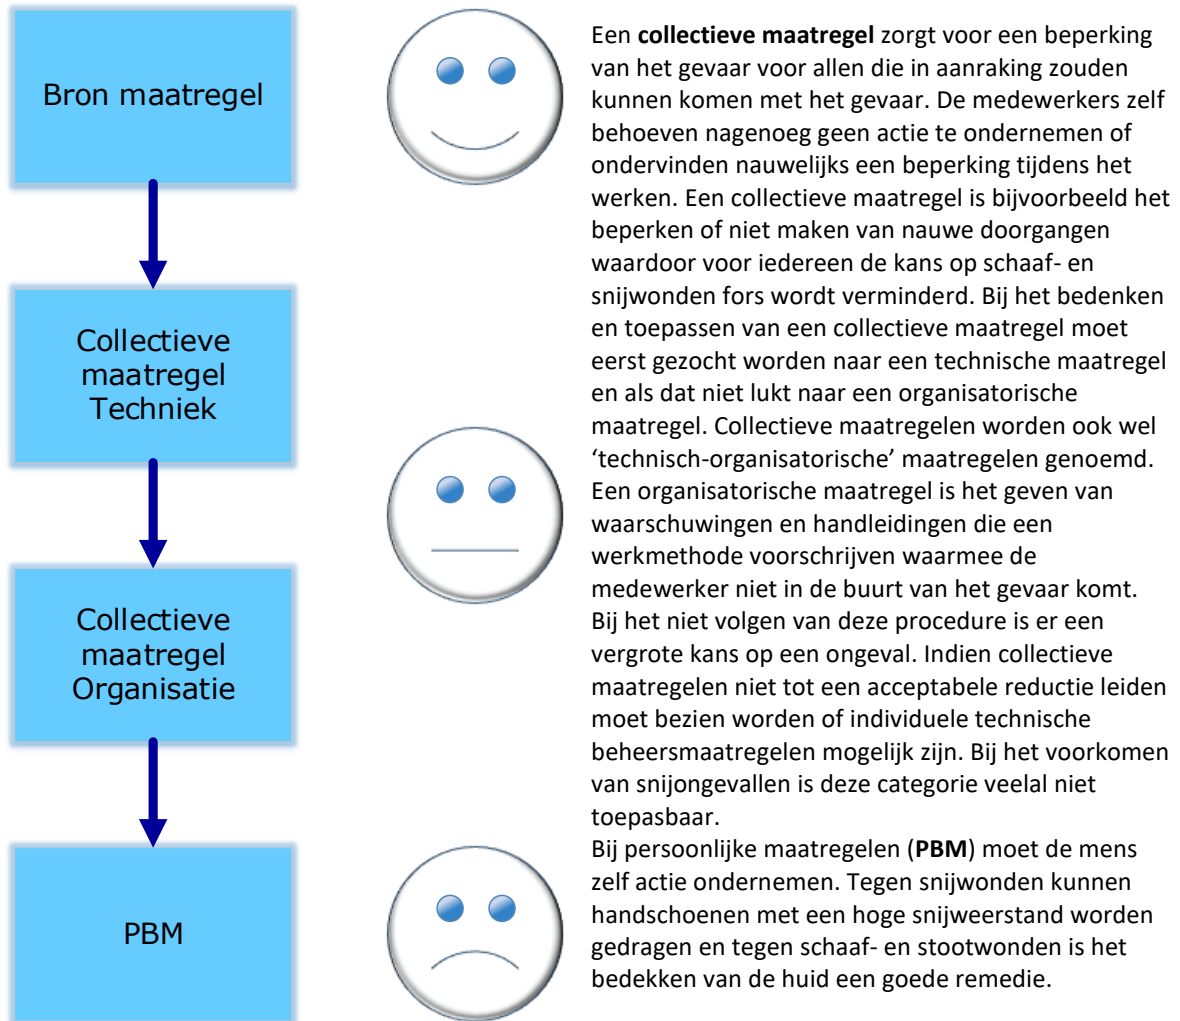 Bron maatregel
Collectieve
maatregel
Techniek
Collectieve
maatregel
Organisatie
PBM
Een collectieve maatregel zorgt voor een beperking
van het gevaar voor allen die in aanraking zouden
kunnen komen met het gevaar. De medewerkers zelf
behoeven nagenoeg geen actie te ondernemen of
ondervinden nauwelijks een beperking tijdens het
werken. Een collectieve maatregel is bijvoorbeeld het
beperken of niet maken van nauwe doorgangen
waardoor voor iedereen de kans op schaaf- en
snijwonden fors wordt verminderd. Bij het bedenken
en toepassen van een collectieve maatregel moet
eerst gezocht worden naar een technische maatregel
en als dat niet lukt naar een organisatorische
maatregel. Collectieve maatregelen worden ook wel
‘technisch-organisatorische’ maatregelen genoemd.
Een organisatorische maatregel is het geven van
waarschuwingen en handleidingen die een
werkmethode voorschrijven waarmee de
medewerker niet in de buurt van het gevaar komt.
Bij het niet volgen van deze procedure is er een
vergrote kans op een ongeval. Indien collectieve
maatregelen niet tot een acceptabele reductie leiden
moet bezien worden of individuele technische
beheersmaatregelen mogelijk zijn. Bij het voorkomen
van snijongevallen is deze categorie veelal niet
toepasbaar.
Bij persoonlijke maatregelen (PBM) moet de mens
zelf actie ondernemen. Tegen snijwonden kunnen
handschoenen met een hoge snijweerstand worden
gedragen en tegen schaaf- en stootwonden is het
bedekken van de huid een goede remedie.